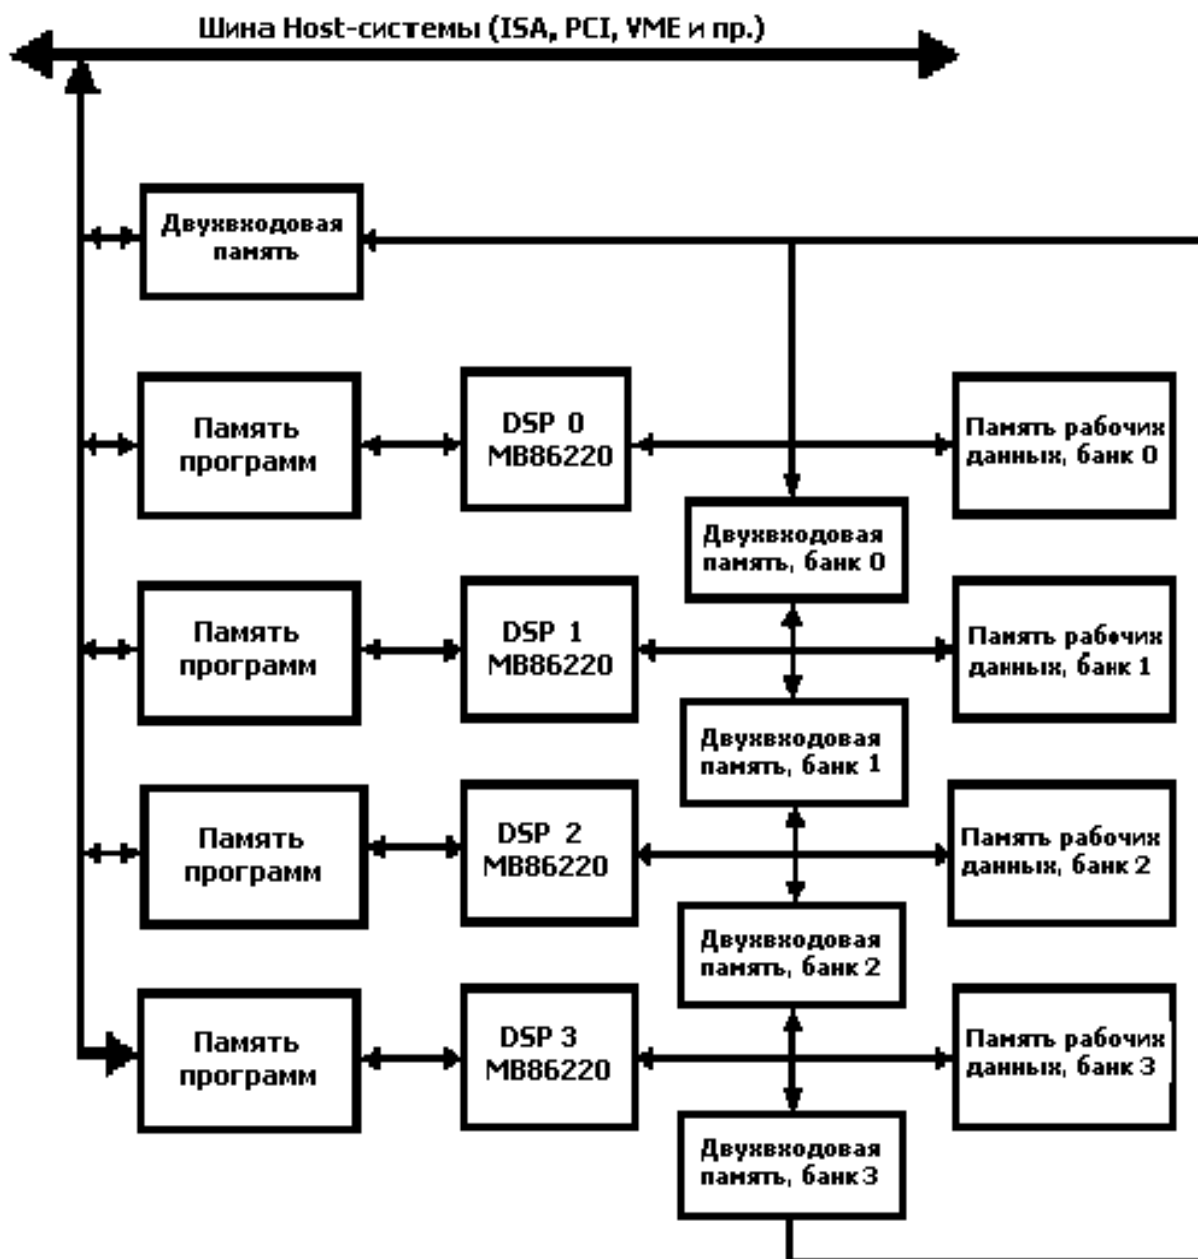 Шина Host-системы (ISA, PCI, VME и пр.)
Двухвходовая
память
Память
программ
DSP 0
MB86220
Память рабочих
данных, банк 0
Двухвходовая
память, банк 0
Память
программ
DSP 1
MB86220
Память рабочих
данных, банк 1
Двухвходовая
память, банк 1
Память
программ
DSP 2
MB86220
Память рабочих
данных, банк 2
Двухвходовая
память, банк 2
Память
программ
DSP 3
MB86220
Память рабочих
данных, банк 3
Двухвходовая
память, банк 3